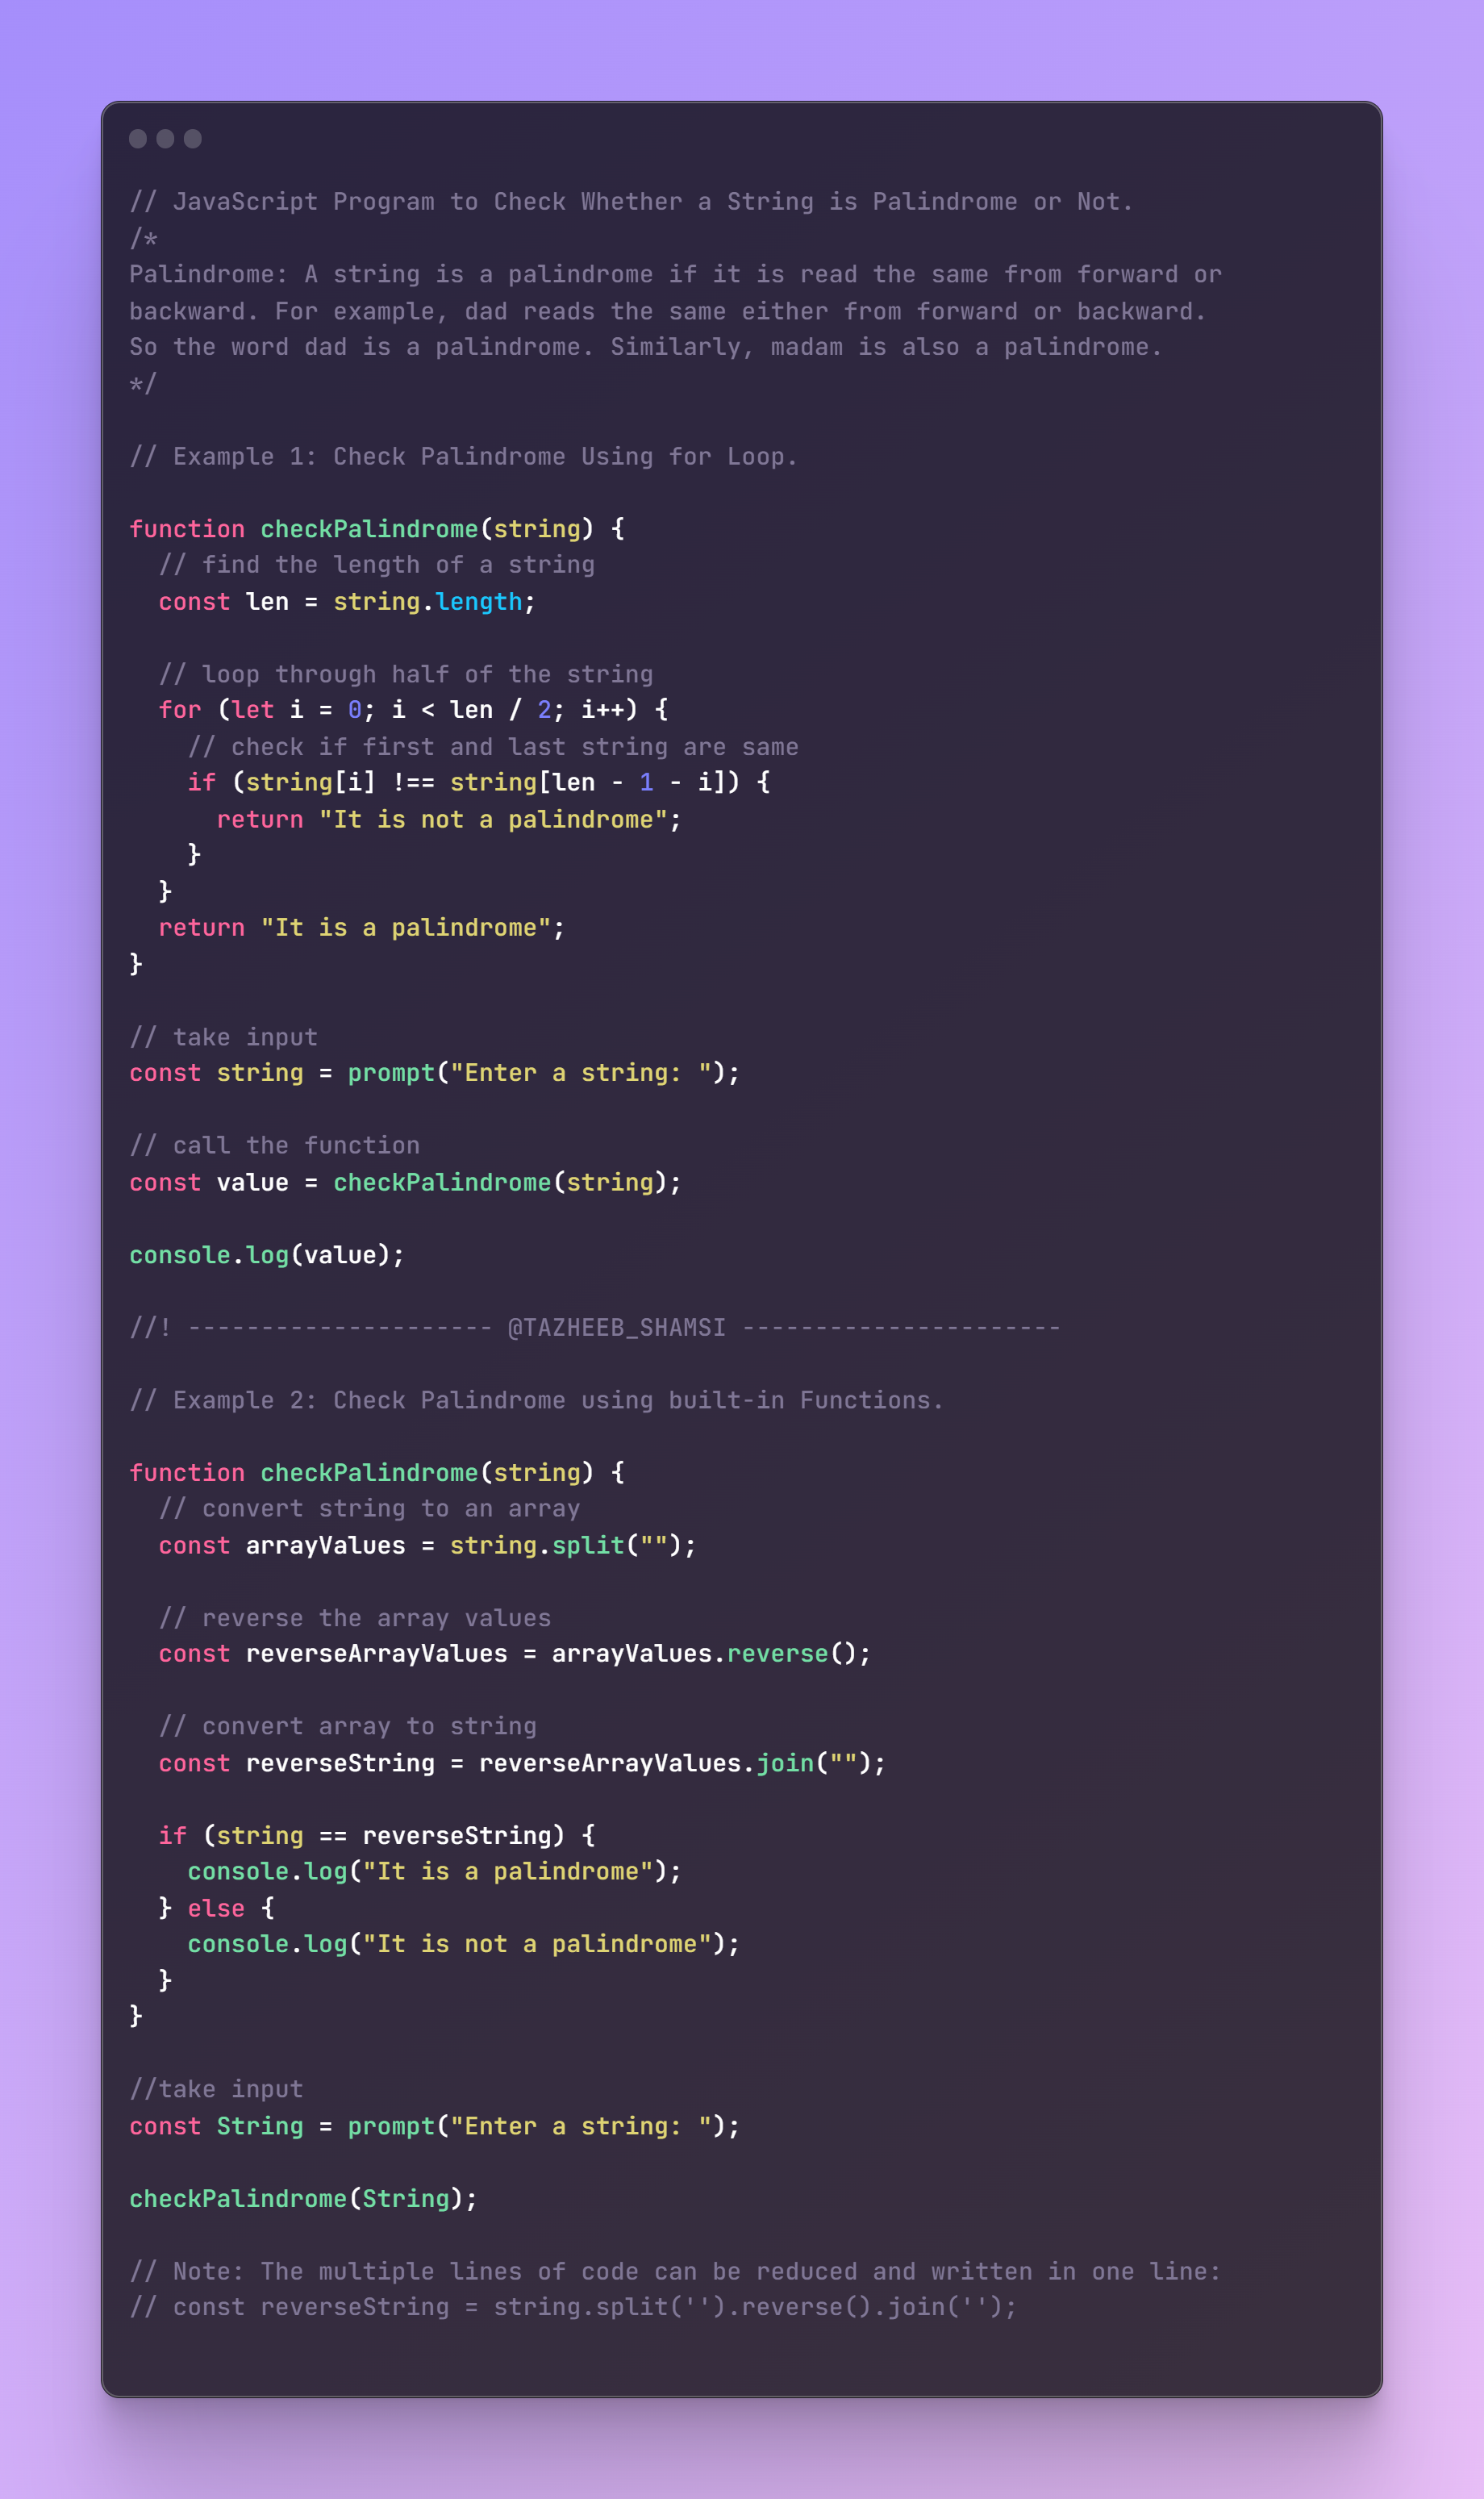 // JavaScript Program to Check Whether a String is Palindrome or Not.
/*
Palindrome: A string is a palindrome if it is read the same from forward or
backward. For example, dad reads the same either from forward or backward.
So the word dad is a palindrome. Similarly, madam is also a palindrome.
*/

// Example 1: Check Palindrome Using for Loop.

function checkPalindrome(string) {
  // find the length of a string
  const len = string.length;

  // loop through half of the string
  for (let i = 0; i < len / 2; i++) {
    // check if first and last string are same
    if (string[i] !== string[len - 1 - i]) {
      return "It is not a palindrome";
    }
  }
  return "It is a palindrome";
}

// take input
const string = prompt("Enter a string: ");

// call the function
const value = checkPalindrome(string);

console.log(value);

//! --------------------- @TAZHEEB_SHAMSI ----------------------

// Example 2: Check Palindrome using built-in Functions.

function checkPalindrome(string) {
  // convert string to an array
  const arrayValues = string.split("");

  // reverse the array values
  const reverseArrayValues = arrayValues.reverse();

  // convert array to string
  const reverseString = reverseArrayValues.join("");

  if (string == reverseString) {
    console.log("It is a palindrome");
  } else {
    console.log("It is not a palindrome");
  }
}

//take input
const String = prompt("Enter a string: ");

checkPalindrome(String);

// Note: The multiple lines of code can be reduced and written in one line:
// const reverseString = string.split('').reverse().join('');